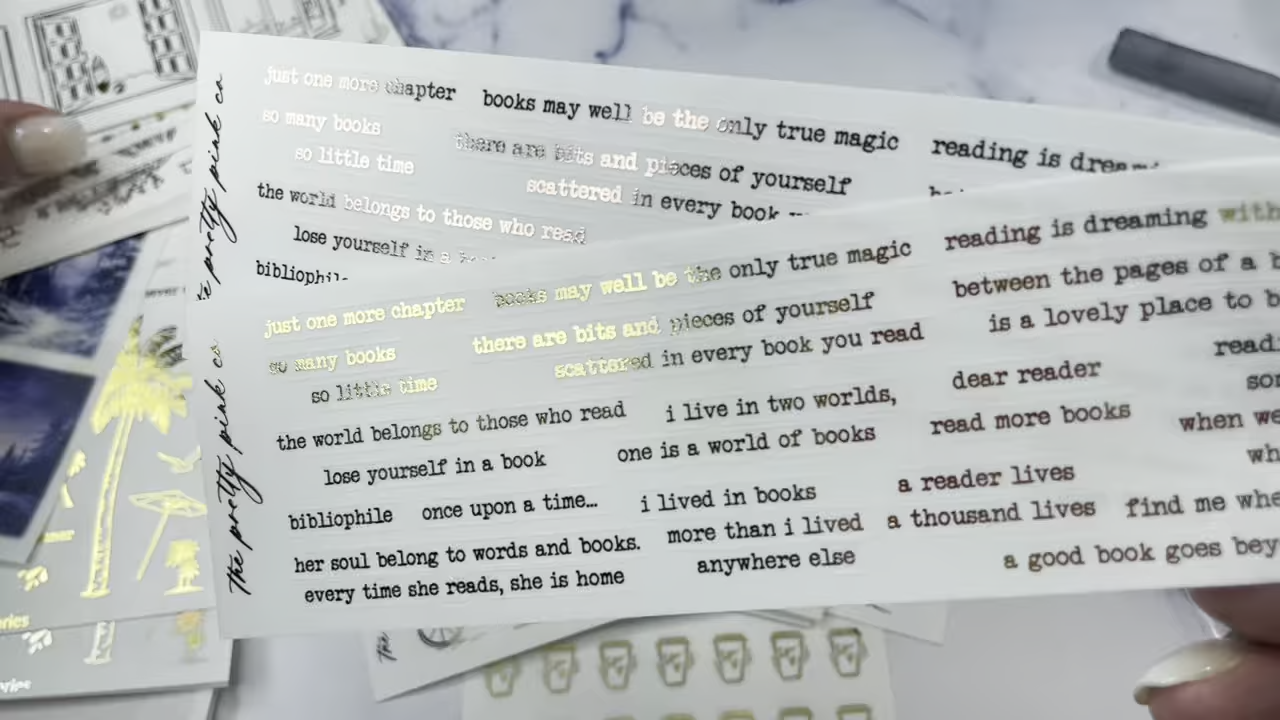 just one more chapter
books may well be the only true magic
reading is
so many books
so little time
there are bits and pieces of yourself
scattered in every book
the world belongs to those who read
lose yourself in a
pretty pink co
just one more chapter
books may well be the only true magic
reading is dreaming with
so many books
so little time
there are bits and pieces of yourself
scattered in every book you read
between the pages of a
is a lovely place to
the world belongs to those who read
lose yourself in a book
i live in two worlds,
one is a world of books
dear reader
read more books
when
bibliophile
once upon a time...
i lived in books
more than i lived
anywhere else
a reader lives
a thousand lives
find me
her soul belong to words and books.
every time she reads, she is home
a good book goes
the pretty pink co
the